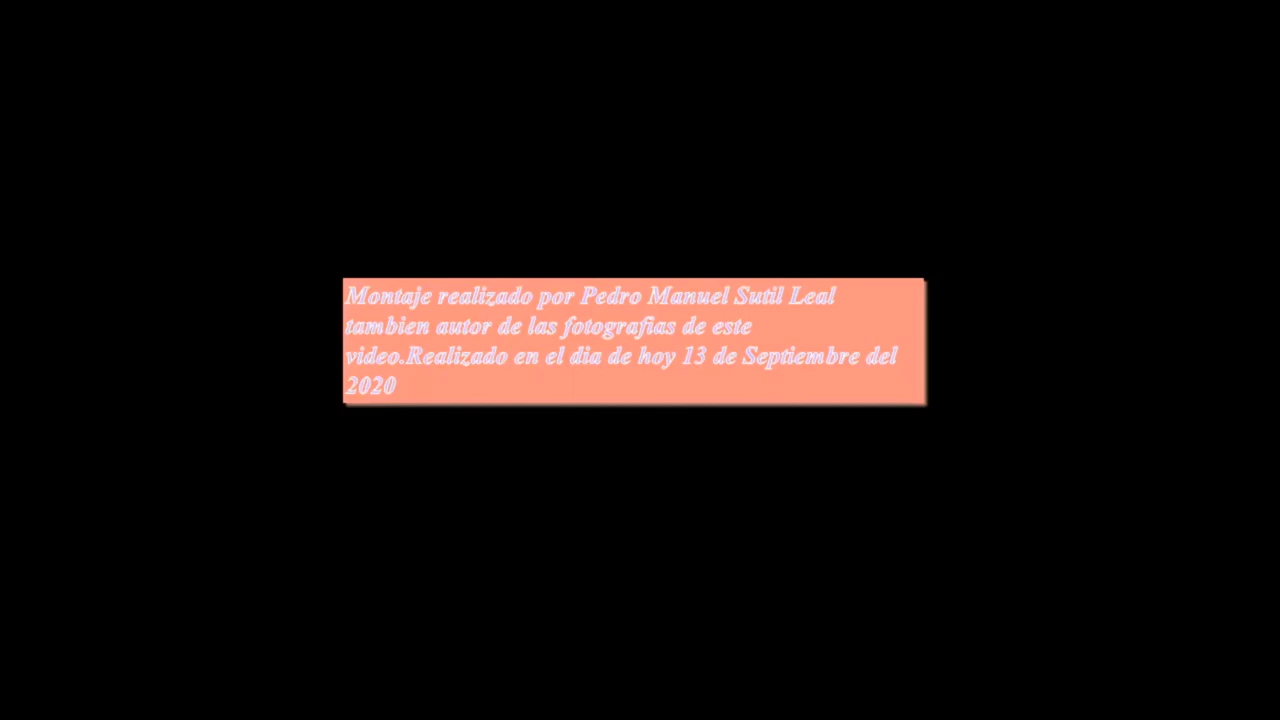 Montaje realizado por Pedro Manuel Sutil Leal
tambien autor de las fotografias de este
video.Realizado en el dia de hoy 13 de Septiembre del
2020